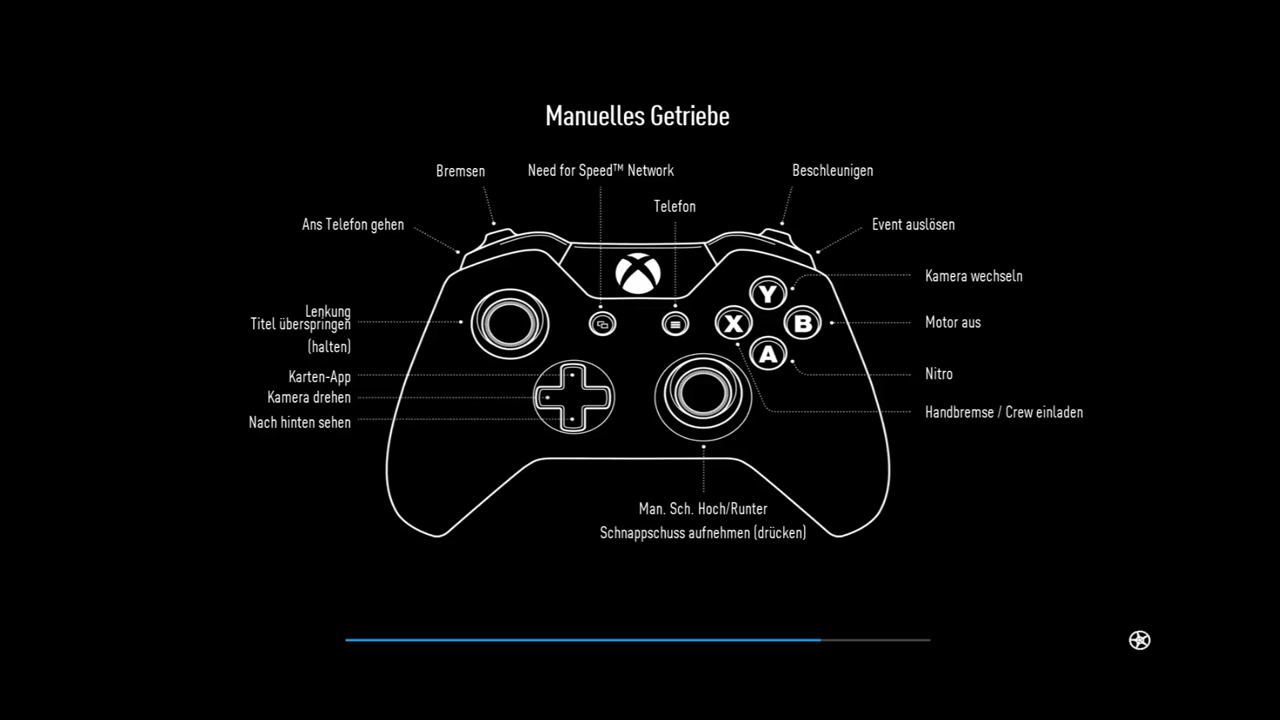 Manuelles Getriebe
Bremsen
Need for Speed™ Network
Beschleunigen
Telefon
Ans Telefon gehen
Event auslösen
Kamera wechseln
Y
Lenkung
Titel überspringen
(halten)
X
B
Motor aus
A
Nitro
Karten-App
Kamera drehen
Nach hinten sehen
Handbremse / Crew einladen
Man. Sch. Hoch/Runter
Schnappschuss aufnehmen (drücken)